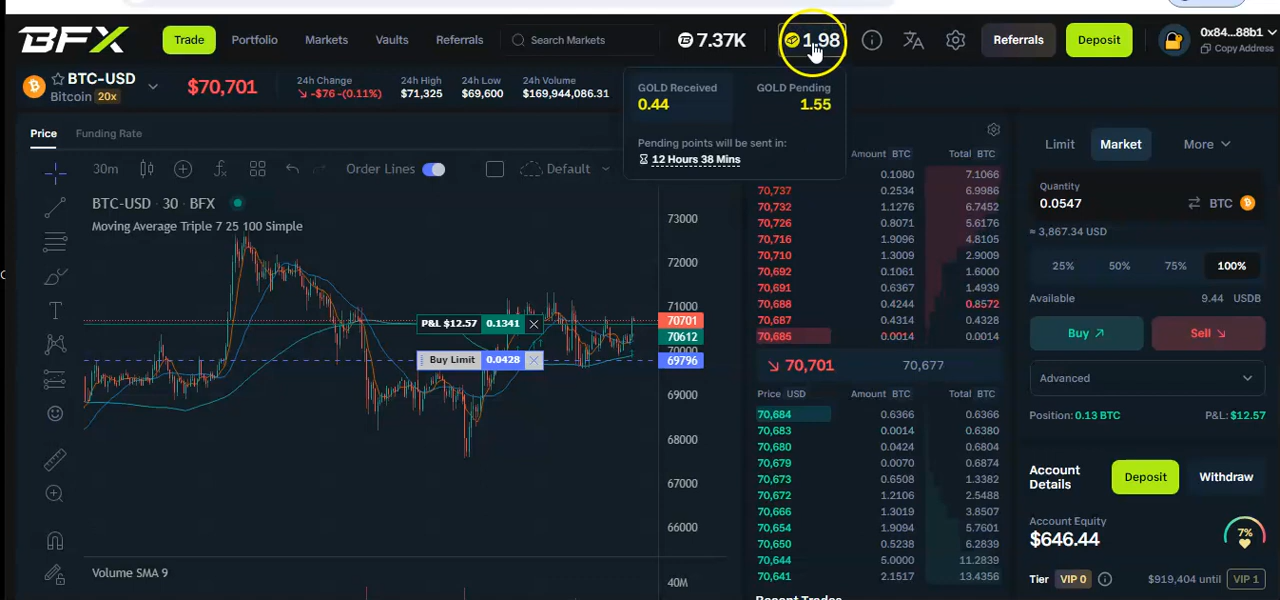 BFX Trade Portfolio Markets Vaults Referrals Search Markets 7.37K 1.98 Referrals Deposit 0x84...88b1
Copy Address
BTC-USD
Bitcoin 20x
$70,701
24h Change 24h High 24h Low 24h Volume
-$76 (-0.11%) $71,325 $69,600 $169,944,086.31
GOLD Received GOLD Pending
0.44 1.55
Pending points will be sent in:
12 Hours 38 Mins
Price Funding Rate
30m Order Lines Default
BTC-USD · 30 · BFX
Moving Average Triple 7 25 100 Simple
73000
72000
71000
70701
70612
70000
69796
69000
68000
67000
66000
40M
P&L $12.57 0.1341
Buy Limit 0.0428
Volume SMA 9
Amount BTC Total BTC
0.1080 7.1066
70,737 0.2534 6.9986
70,732 1.1276 6.7452
70,726 0.8071 5.6176
70,716 1.9096 4.8105
70,710 1.3009 2.9009
70,692 0.1061 1.6000
70,691 0.6367 1.4939
70,688 0.4244 0.8572
70,687 0.4314 0.4328
70,685 0.0014 0.0014
70,701 70,677
Price USD Amount BTC Total BTC
70,684 0.6366 0.6366
70,683 0.0014 0.6380
70,680 0.0424 0.6804
70,679 0.0070 0.6874
70,673 0.6508 1.3382
70,672 1.2106 2.5488
70,666 1.3019 3.8507
70,654 1.9094 5.7601
70,650 0.5238 6.2839
70,644 5.0000 11.2839
70,641 2.1517 13.4356
Recent Trades
Limit Market More
Quantity
0.0547 BTC
≈ 3,867.34 USD
25% 50% 75% 100%
Available 9.44 USDB
Buy Sell
Advanced
Position: 0.13 BTC P&L: $12.57
Account Details Deposit Withdraw
Account Equity
$646.44 7%
Tier VIP 0 $919,404 until VIP 1